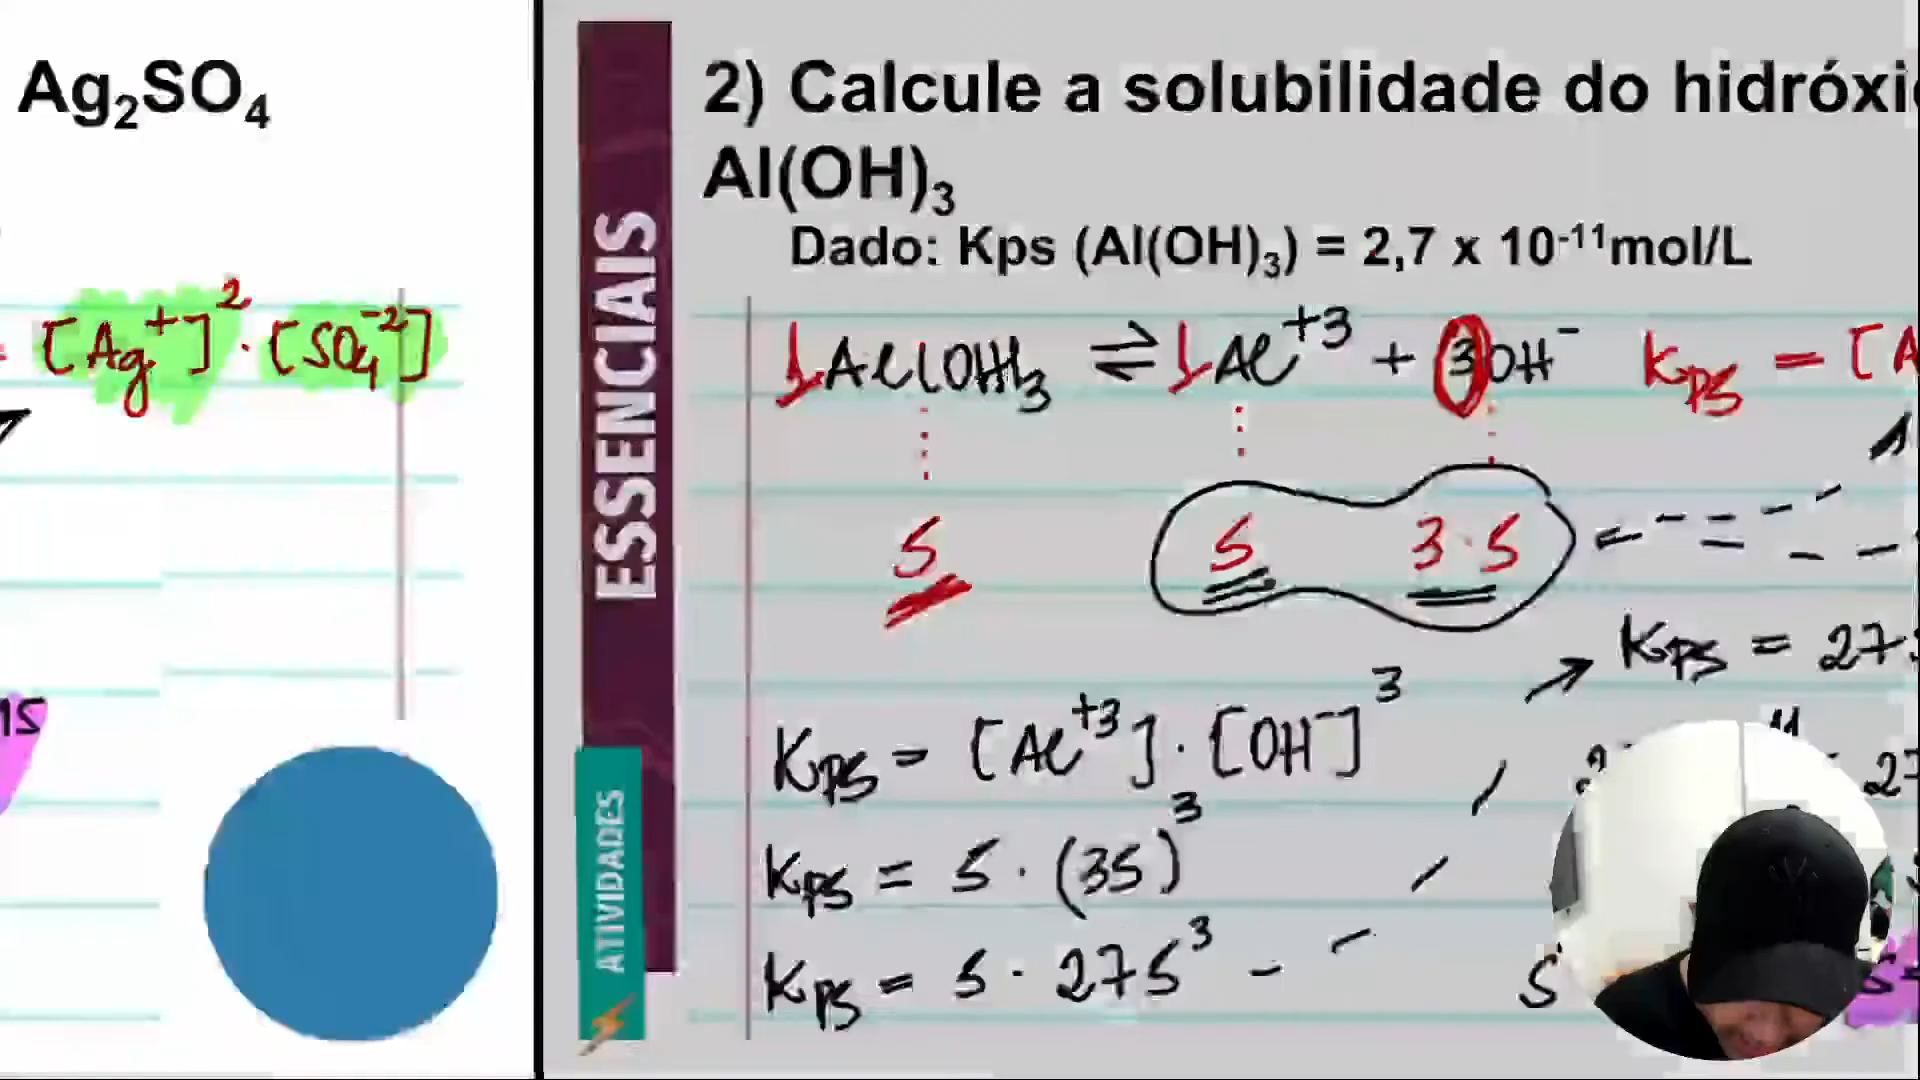 Ag₂SO₄
[Ag⁺]² · [SO₄⁻²]
ESSENCIAIS
ATIVIDADES
2) Calcule a solubilidade do
Al(OH)₃
Dado: Kps (Al(OH)₃) = 2,7 x 10⁻¹¹mol/L
1Al(OH)₃ ⇌ 1Al⁺³ + 3OH⁻ KPS = [A
S S 3·S
KPS = 27
KPS = [Al⁺³] · [OH⁻]³
KPS = S · (3S)³
KPS = S · 27S³
S